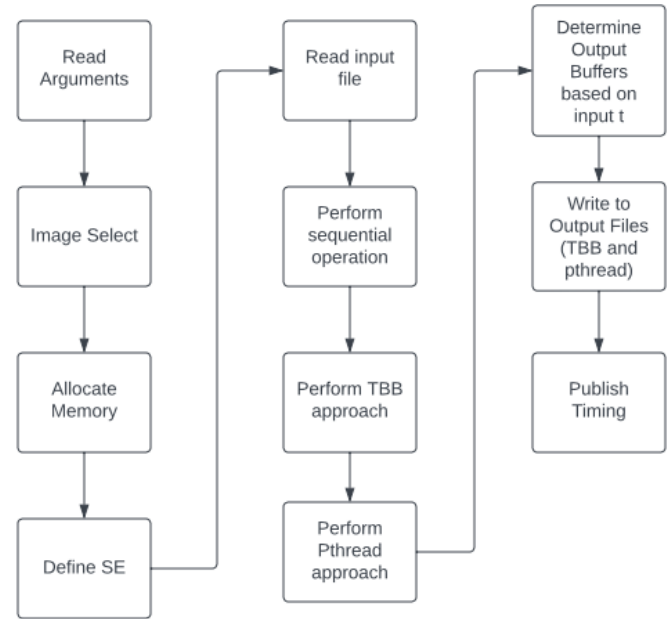 Read
Arguments
Image Select
Allocate
Memory
Define SE
Read input
file
Perform
sequential
operation
Perform TBB
approach
Perform
Pthread
approach
Determine
Output
Buffers
based on
input t
Write to
Output Files
(TBB and
pthread)
Publish
Timing